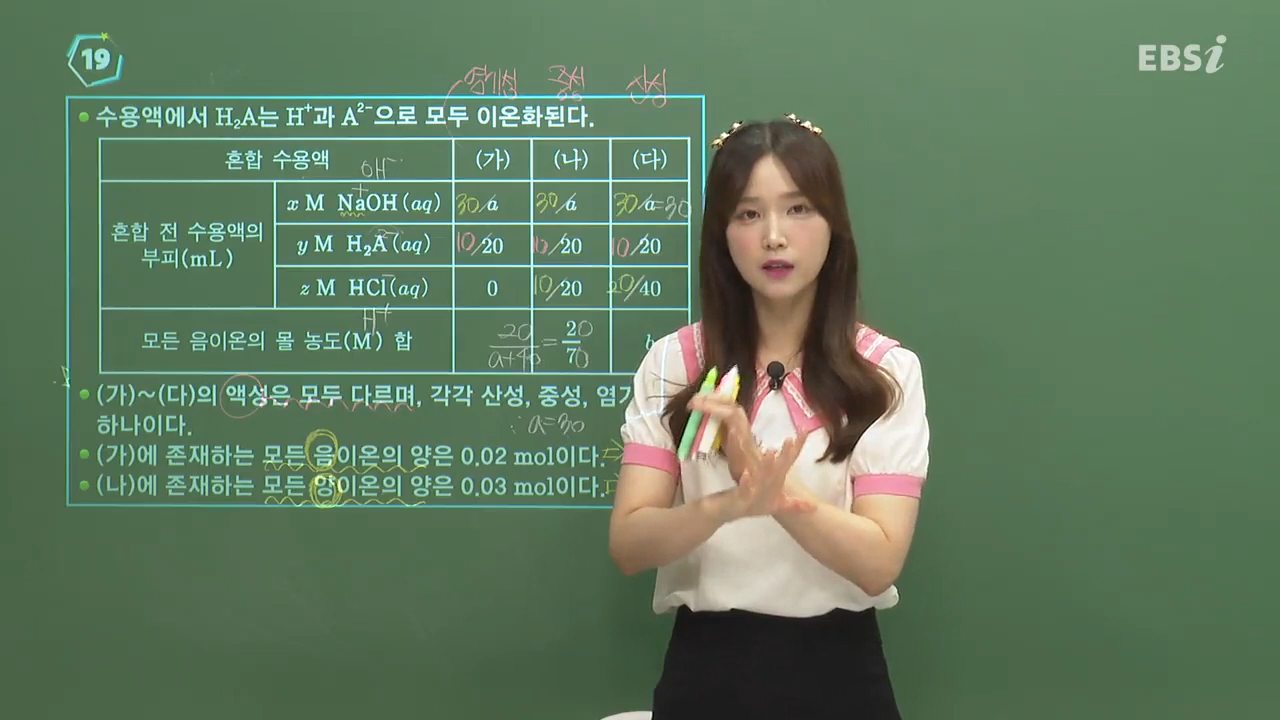 19
EBSi
염기성 중성 산성
수용액에서 H₂A는 H⁺과 A²⁻으로 모두 이온화된다.
혼합 수용액 (가) (나) (다)
OH⁻
x M NaOH(aq) 30/a 30/a 30/a=30
혼합 전 수용액의 부피(mL)
y M H₂A(aq) 10/20 10/20 10/20
z M HCl(aq) 0 10/20 20/40
H⁺
모든 음이온의 몰 농도(M) 합 20/a+40 = 20/70 b
(가)~(다)의 액성은 모두 다르며, 각각 산성, 중성, 염기
하나이다. ∴ a=30
(가)에 존재하는 모든 음이온의 양은 0.02 mol이다.
(나)에 존재하는 모든 양이온의 양은 0.03 mol이다.